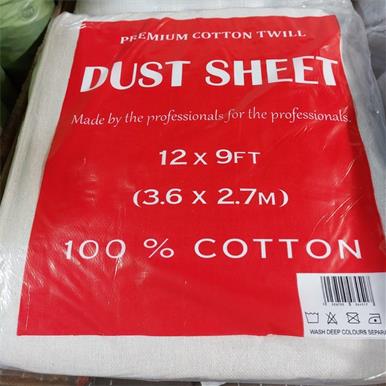 PREMIUM COTTON TWILL
DUST SHEET
Made by the professionals for the professionals.
12 x 9FT
(3.6 x 2.7M)
100 % COTTON
WASH DEEP COLOURS